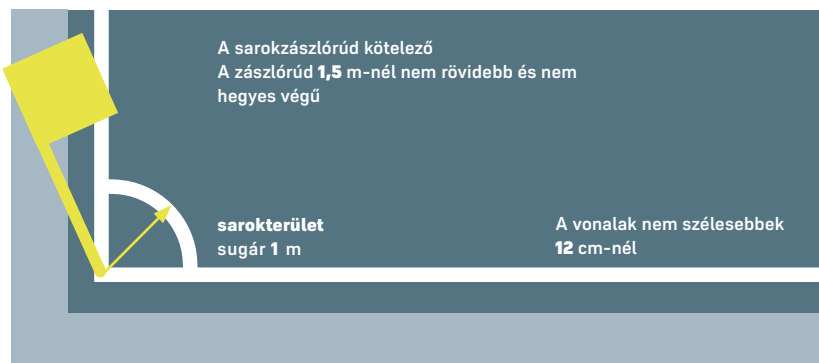 A sarokzászlórúd kötelező
A zászlórúd 1,5 m-nél nem rövidebb és nem
hegyes végű
sarokterület
sugár 1 m
A vonalak nem szélesebbek
12 cm-nél